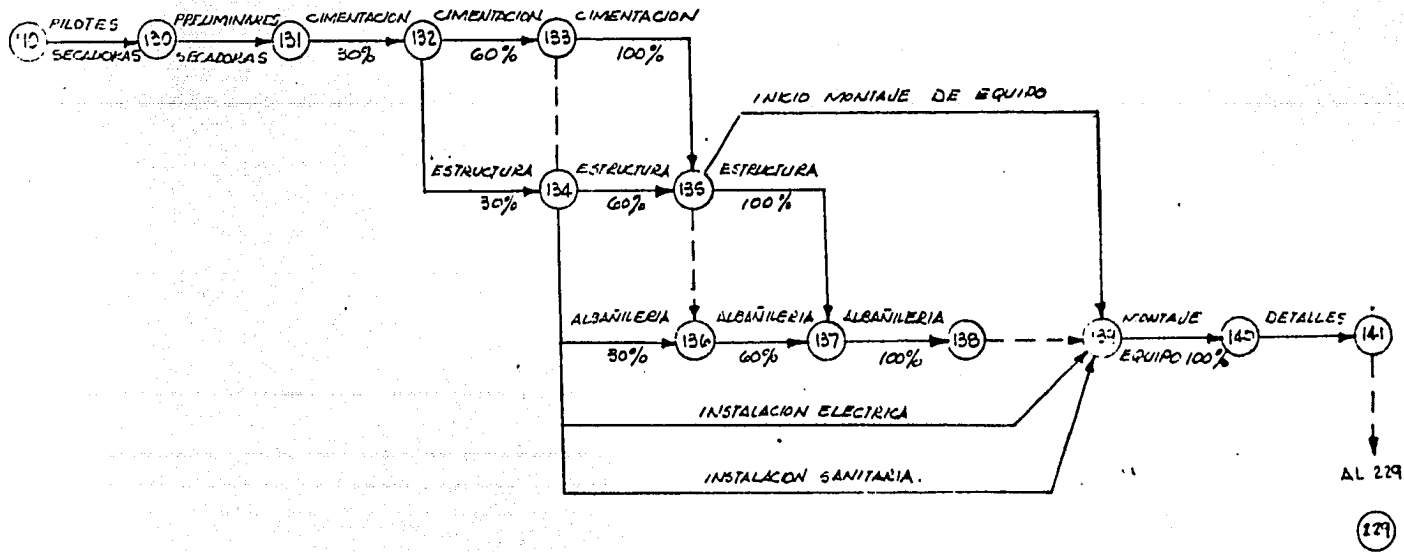 PILOTES
SECADORAS
130
PRELIMINARES
SECADORAS
131
CIMENTACION
30%
132
CIMENTACION
60%
133
CIMENTACION
100%
INICIO MONTAJE DE EQUIPO
ESTRUCTURA
30%
134
ESTRUCTURA
60%
135
ESTRUCTURA
100%
ALBAÑILERIA
30%
136
ALBAÑILERIA
60%
137
ALBAÑILERIA
100%
138
139
MONTAJE
EQUIPO 100%
140
DETALLES
141
INSTALACION ELECTRICA
INSTALACION SANITARIA.
AL 229
229